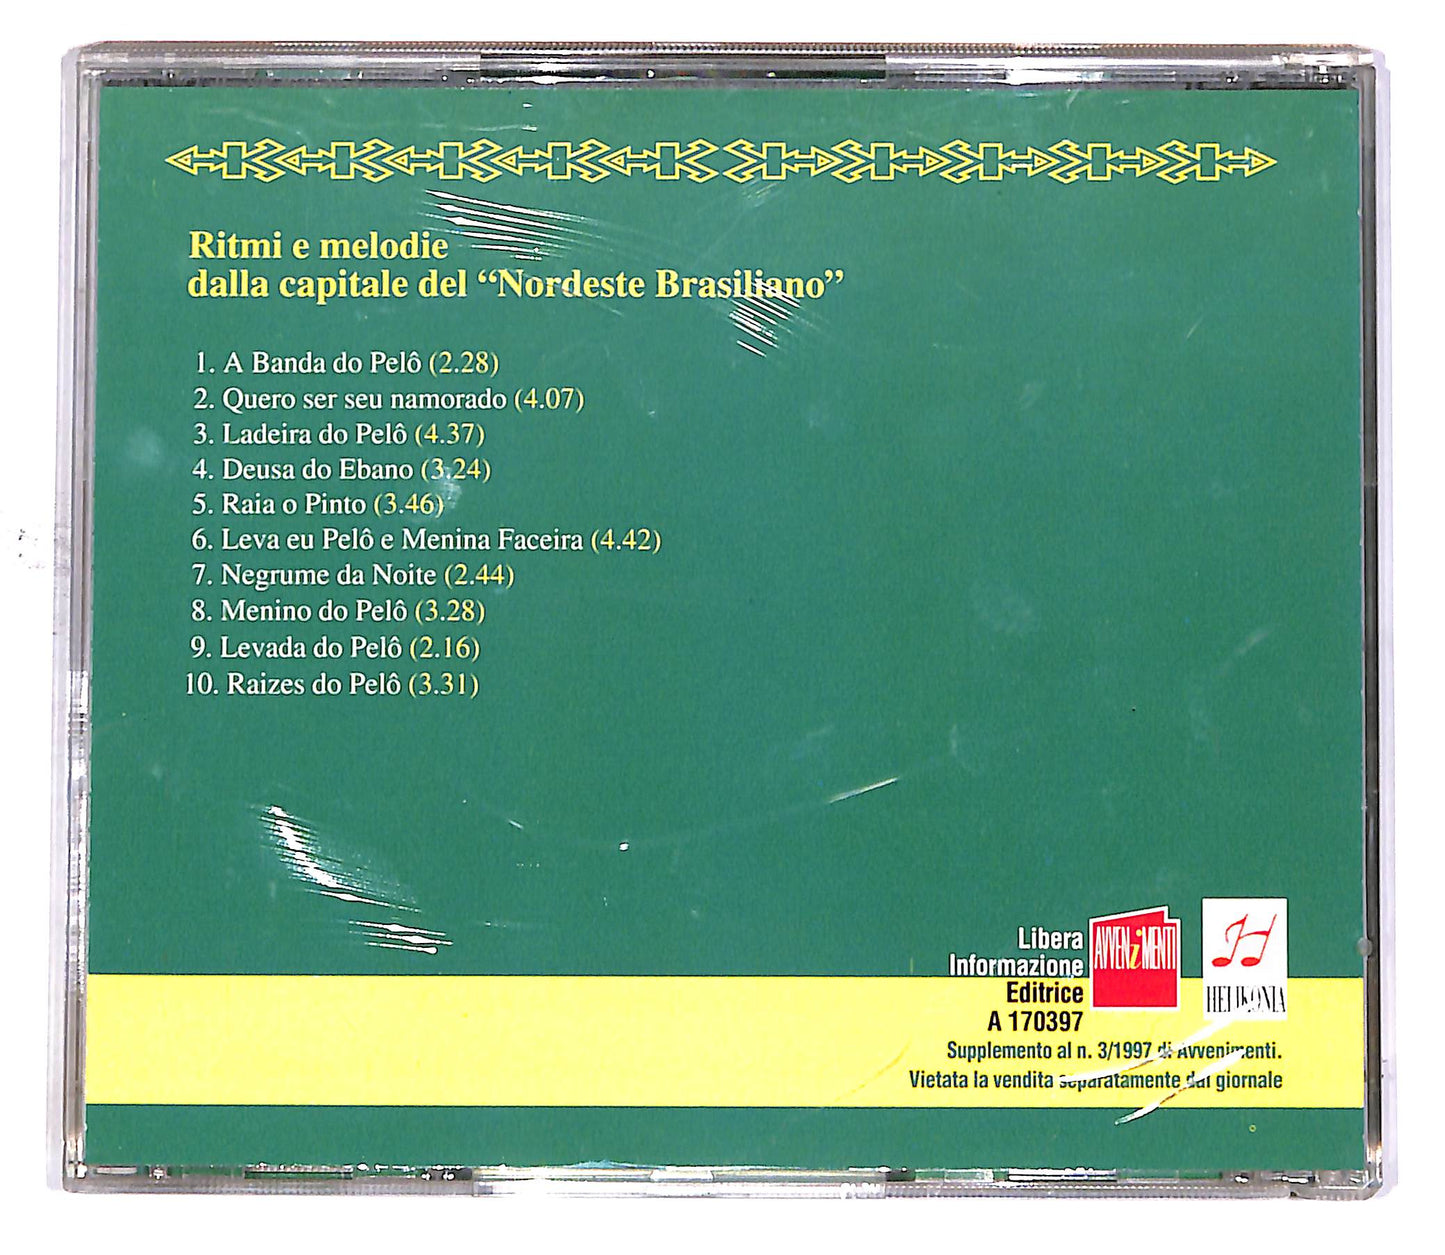 Ritmi e melodie
dalla capitale del “Nordeste Brasiliano”
1. A Banda do Pelô (2.28)
2. Quero ser seu namorado (4.07)
3. Ladeira do Pelô (4.37)
4. Deusa do Ebano (3.24)
5. Raia o Pinto (3.46)
6. Leva eu Pelô e Menina Faceira (4.42)
7. Negrume da Noite (2.44)
8. Menino do Pelô (3.28)
9. Levada do Pelô (2.16)
10. Raizes do Pelô (3.31)
Libera
Informazione
Editrice
A 170397
AVVENiMENTI
H
HELIKONIA
Supplemento al n. 3/1997 di Avvenimenti.
Vietata la vendita separatamente dal giornale